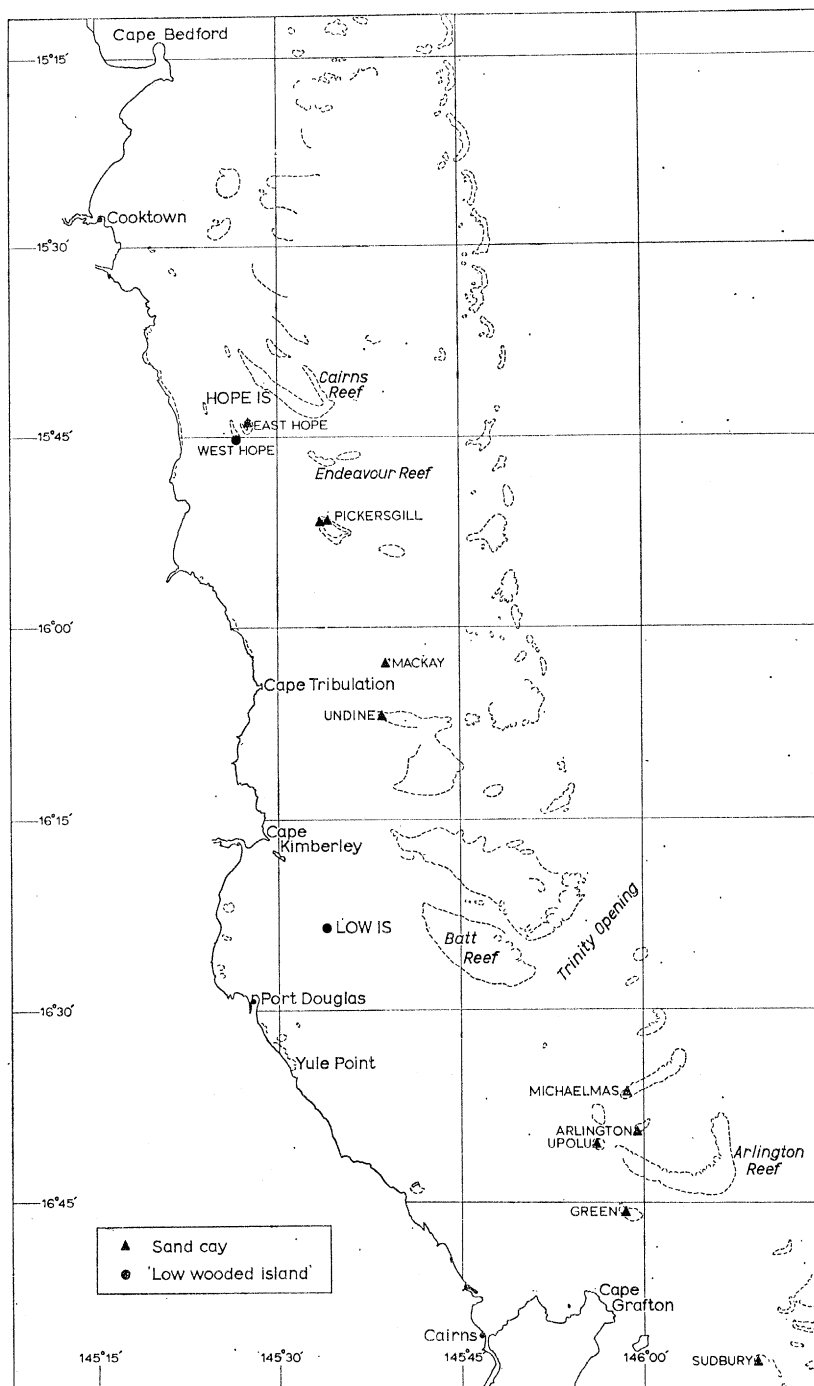 Cape Bedford
15°15′
Cooktown
15°30′
Cairns
Reef
HOPE IS
EAST HOPE
15°45′
WEST HOPE
Endeavour Reef
PICKERSGILL
16°00′
MACKAY
Cape Tribulation
UNDINE
16°15′
Cape
Kimberley
Trinity Opening
LOW IS
Batt
Reef
Port Douglas
16°30′
Yule Point
MICHAELMAS
ARLINGTON
UPOLU
Arlington
Reef
16°45′
GREEN
Sand cay
'Low wooded island'
Cape
Grafton
Cairns
SUDBURY
145°15′
145°30′
145°45′
146°00′